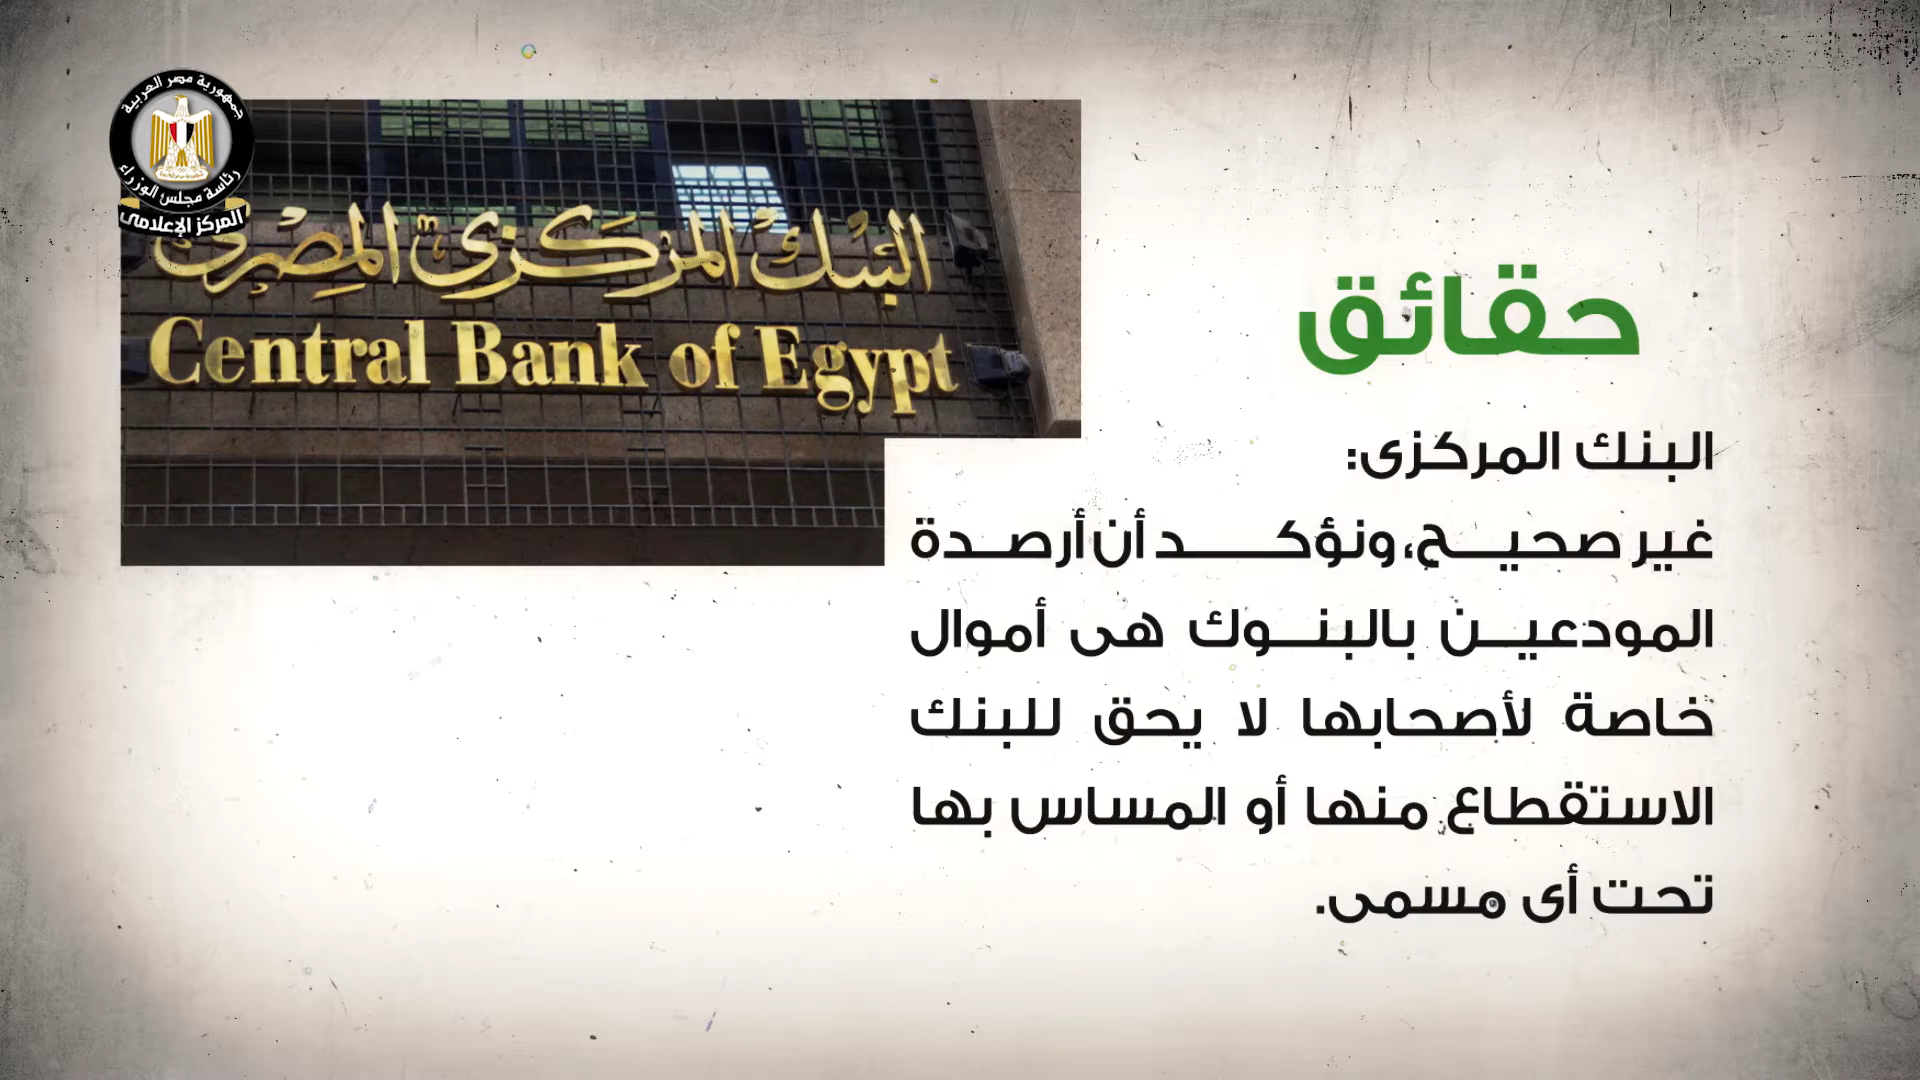 جمهورية مصر العربية
رئاسة مجلس الوزراء
المركز الإعلامى
البنك المركزى المصرى
Central Bank of Egypt
حقائق
البنك المركزى:
غير صحيح، ونؤكد أن أرصدة
المودعين بالبنوك هى أموال
خاصة لأصحابها لا يحق للبنك
الاستقطاع منها أو المساس بها
تحت أى مسمى.